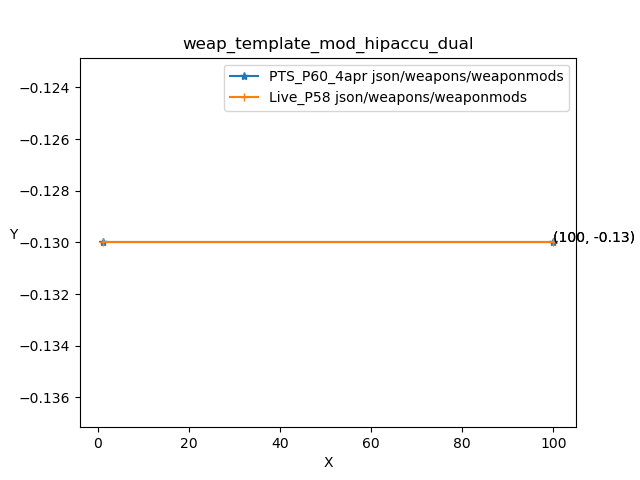 weap_template_mod_hipaccu_dual
PTS_P60_4apr json/weapons/weaponmods
Live_P58 json/weapons/weaponmods
−0.124
−0.126
−0.128
−0.130
−0.132
−0.134
−0.136
Y
(100, -0.13)
0
20
40
60
80
100
X